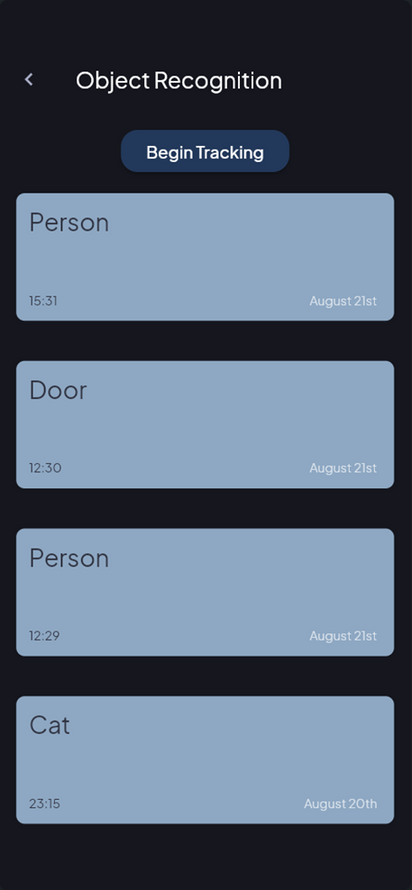 Object Recognition
Begin Tracking
Person
15:31 August 21st
Door
12:30 August 21st
Person
12:29 August 21st
Cat
23:15 August 20th